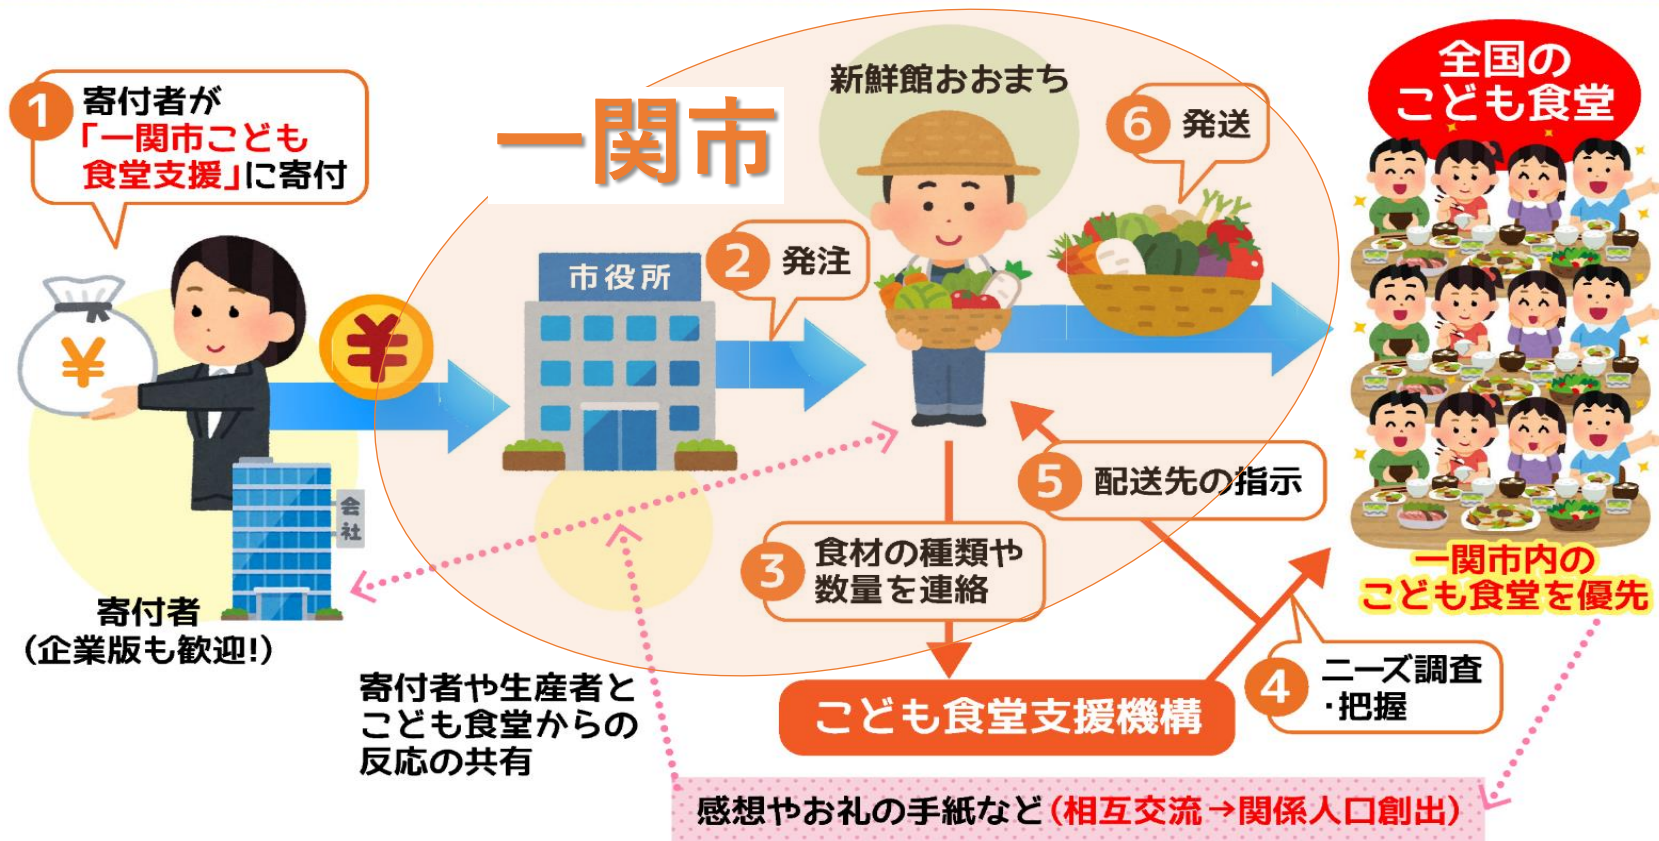 1 寄付者が
「一関市こども
食堂支援」に寄付
一関市
新鮮館おおまち
6 発送
全国の
こども食堂
2 発注
市役所
¥
¥
会社
寄付者
(企業版も歓迎!)
5 配送先の指示
3 食材の種類や
数量を連絡
一関市内の
こども食堂を優先
4 ニーズ調査
・把握
こども食堂支援機構
寄付者や生産者と
こども食堂からの
反応の共有
感想やお礼の手紙など(相互交流→関係人口創出)